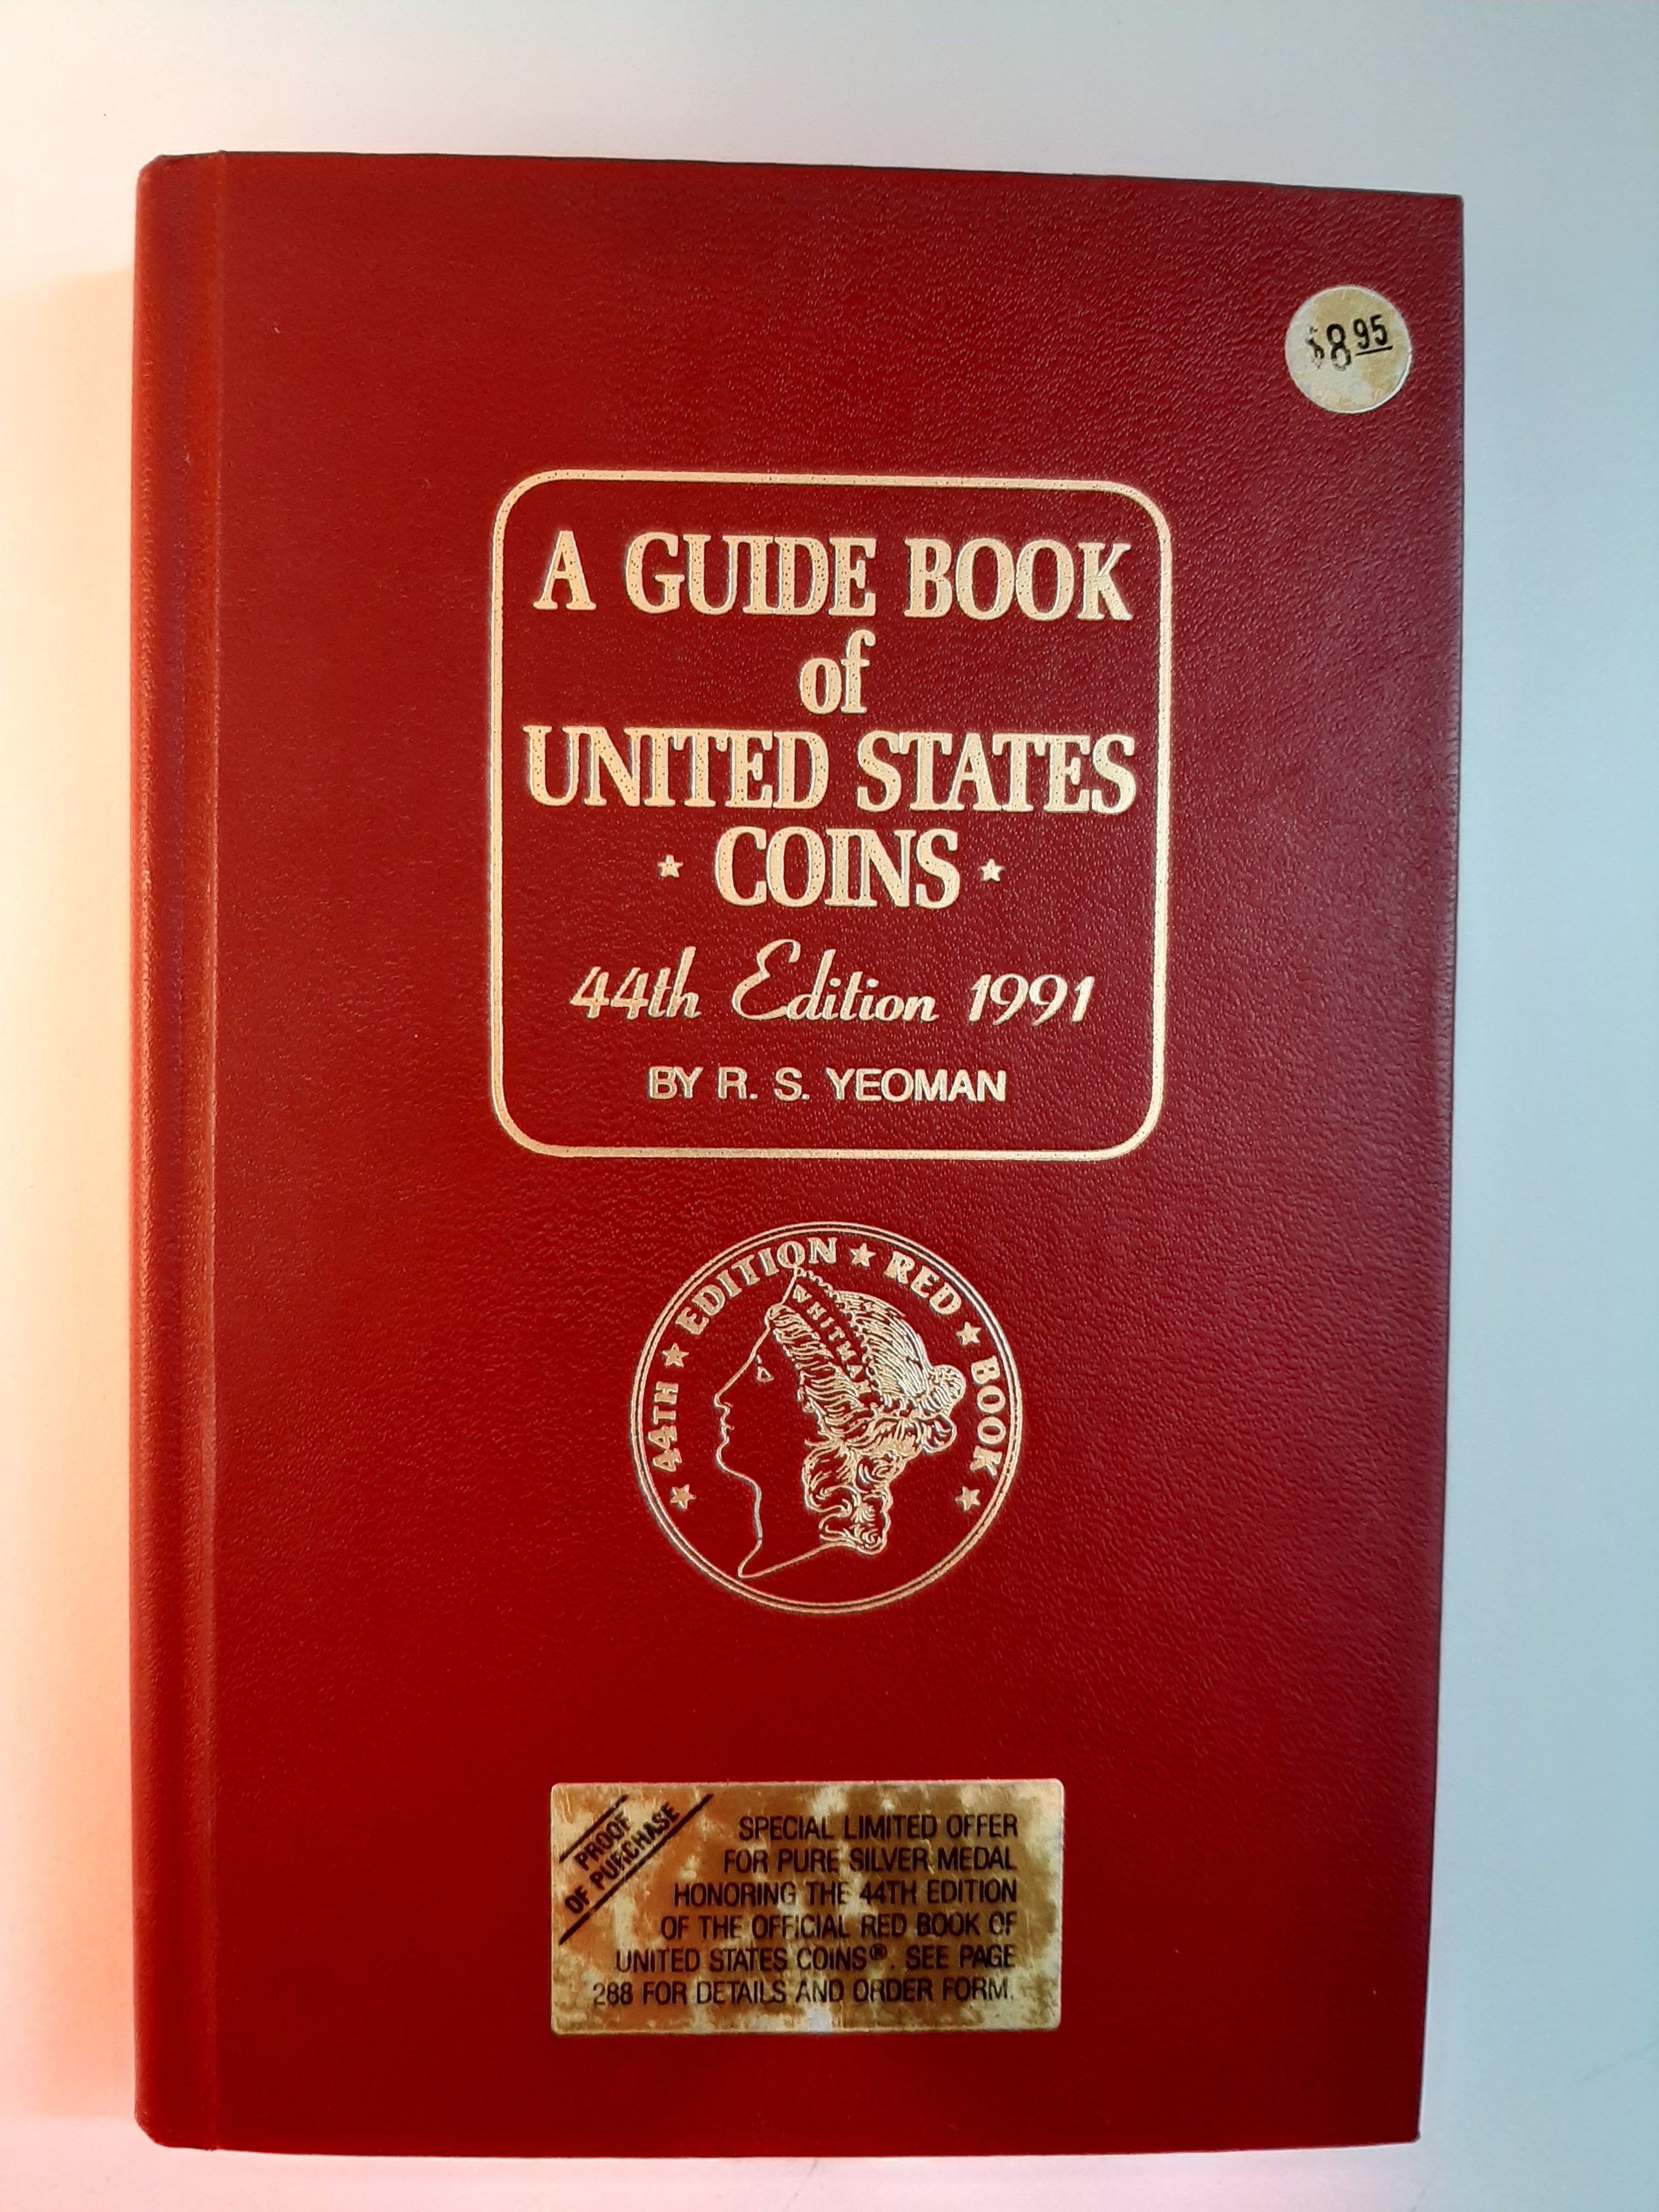 $8.95
A GUIDE BOOK
of
UNITED STATES
★ COINS ★
44th Edition 1991
BY R. S. YEOMAN
★ 44TH ★ EDITION ★ RED ★ BOOK ★
WHITMAN
PROOF
OF PURCHASE
SPECIAL LIMITED OFFER
FOR PURE SILVER MEDAL
HONORING THE 44TH EDITION
OF THE OFFICIAL RED BOOK OF
UNITED STATES COINS®. SEE PAGE
288 FOR DETAILS AND ORDER FORM.